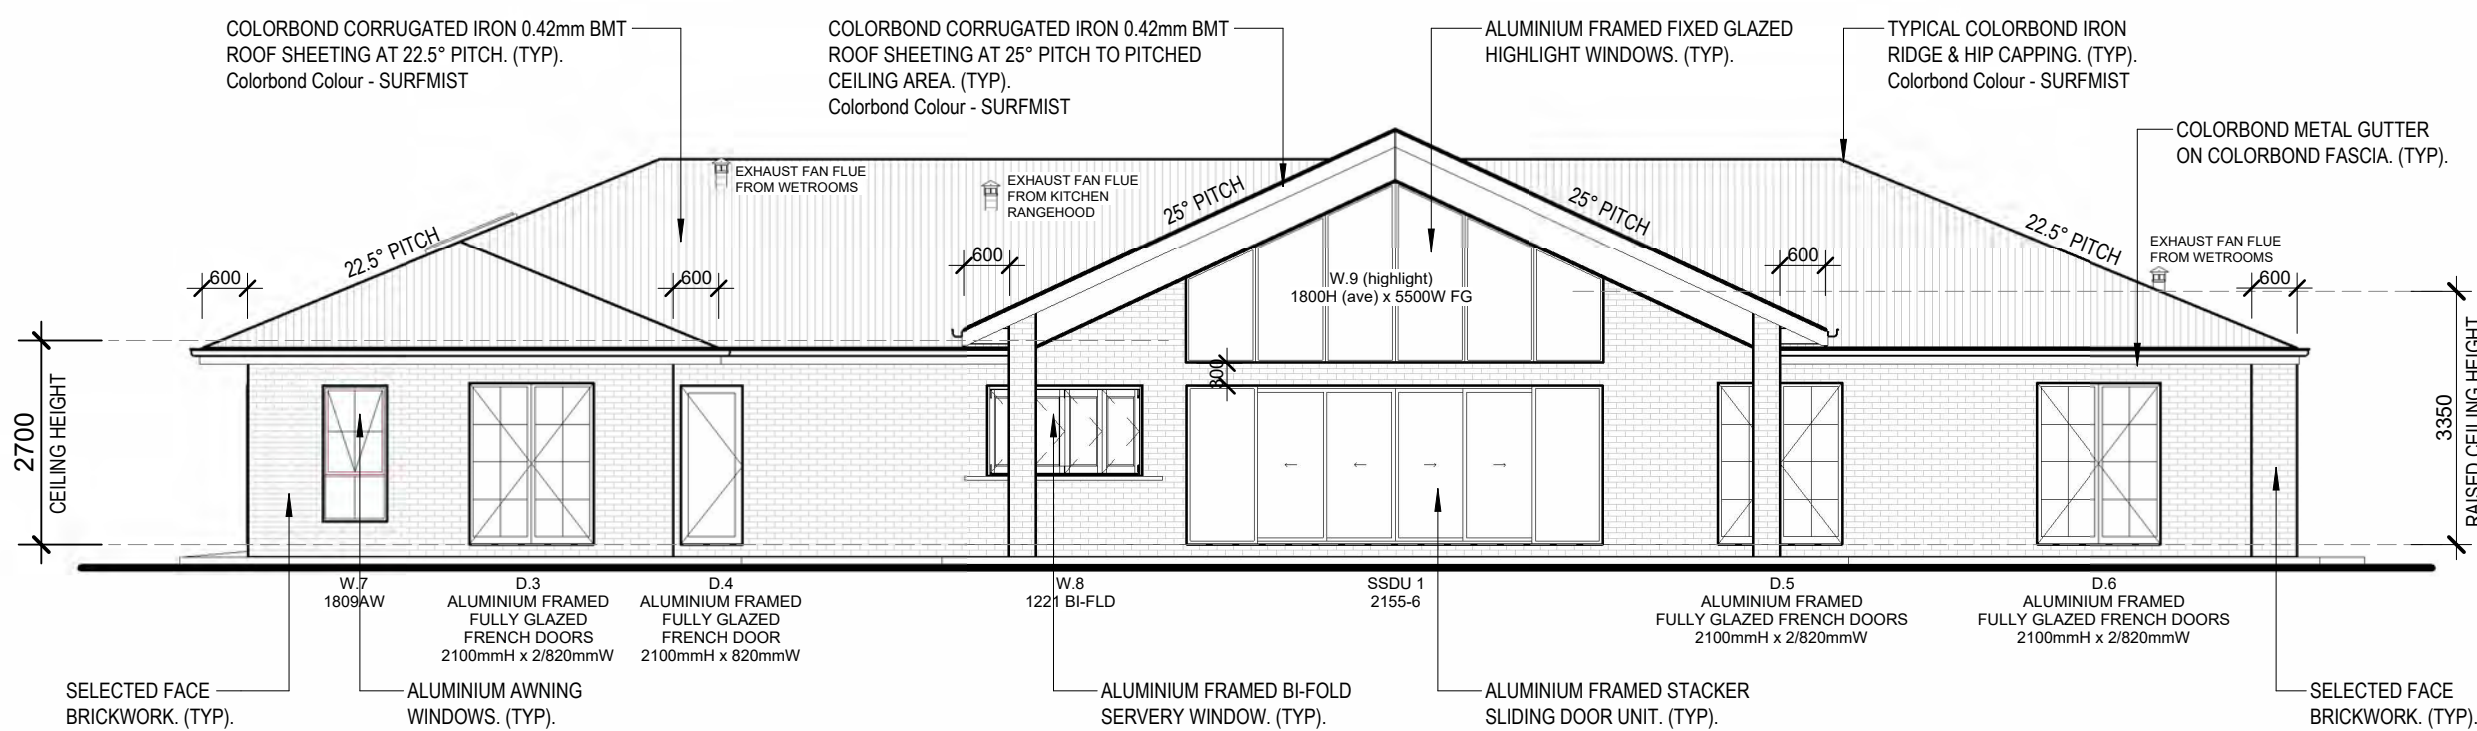 COLORBOND CORRUGATED IRON 0.42mm BMT
ROOF SHEETING AT 22.5° PITCH. (TYP).
Colorbond Colour - SURFMIST
COLORBOND CORRUGATED IRON 0.42mm BMT
ROOF SHEETING AT 25° PITCH TO PITCHED
CEILING AREA. (TYP).
Colorbond Colour - SURFMIST
ALUMINIUM FRAMED FIXED GLAZED
HIGHLIGHT WINDOWS. (TYP).
TYPICAL COLORBOND IRON
RIDGE & HIP CAPPING. (TYP).
Colorbond Colour - SURFMIST
COLORBOND METAL GUTTER
ON COLORBOND FASCIA. (TYP).
EXHAUST FAN FLUE
FROM WETROOMS
EXHAUST FAN FLUE
FROM KITCHEN
RANGEHOOD
25° PITCH
25° PITCH
22.5° PITCH
22.5° PITCH
EXHAUST FAN FLUE
FROM WETROOMS
600
600
600
600
600
W.9 (highlight)
1800H (ave) x 5500W FG
300
2700
CEILING HEIGHT
3350
RAISED CEILING HEIGHT
W.7
1809AW
D.3
ALUMINIUM FRAMED
FULLY GLAZED
FRENCH DOORS
2100mmH x 2/820mmW
D.4
ALUMINIUM FRAMED
FULLY GLAZED
FRENCH DOOR
2100mmH x 820mmW
W.8
1221 BI-FLD
SSDU 1
2155-6
D.5
ALUMINIUM FRAMED
FULLY GLAZED FRENCH DOORS
2100mmH x 2/820mmW
D.6
ALUMINIUM FRAMED
FULLY GLAZED FRENCH DOORS
2100mmH x 2/820mmW
SELECTED FACE
BRICKWORK. (TYP).
ALUMINIUM AWNING
WINDOWS. (TYP).
ALUMINIUM FRAMED BI-FOLD
SERVERY WINDOW. (TYP).
ALUMINIUM FRAMED STACKER
SLIDING DOOR UNIT. (TYP).
SELECTED FACE
BRICKWORK. (TYP).